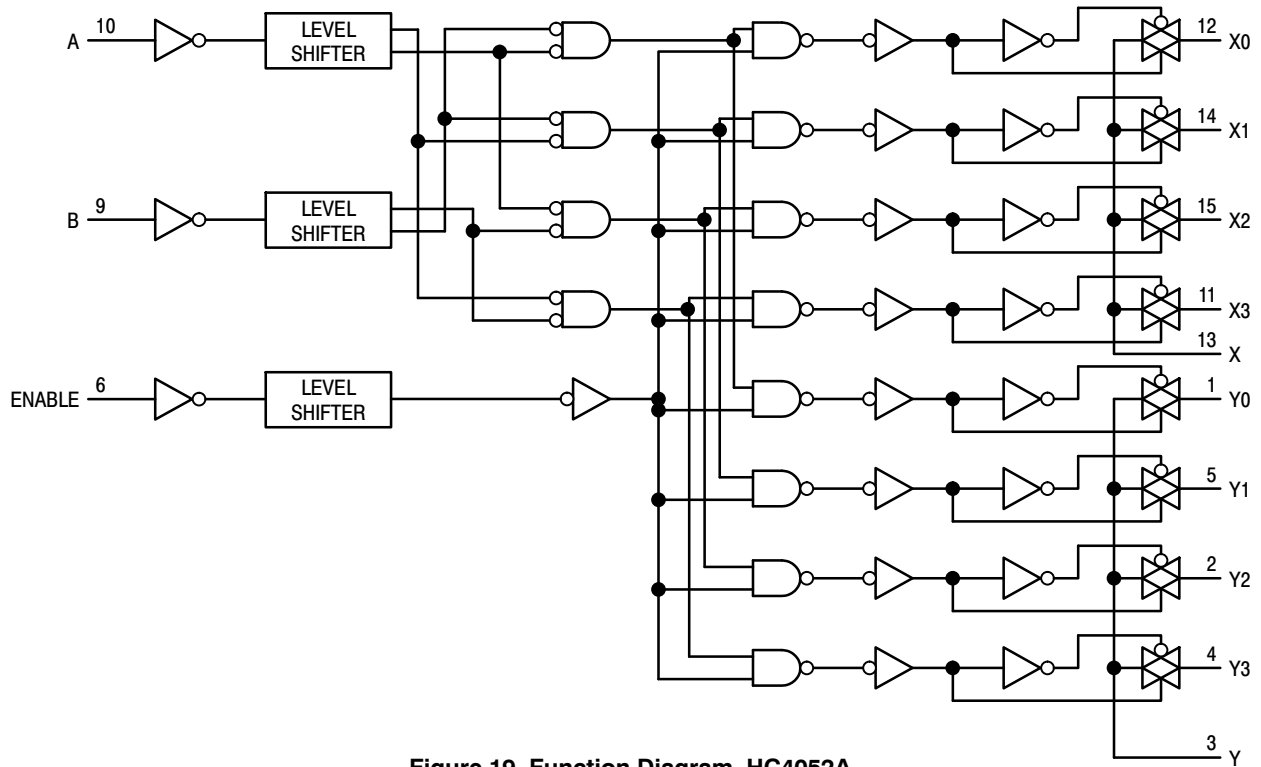 A 10
LEVEL
SHIFTER
12 X0
14 X1
B 9
LEVEL
SHIFTER
15 X2
11 X3
13 X
ENABLE 6
LEVEL
SHIFTER
1 Y0
5 Y1
2 Y2
4 Y3
3 Y
Figure 19. Function Diagram, HC4052A